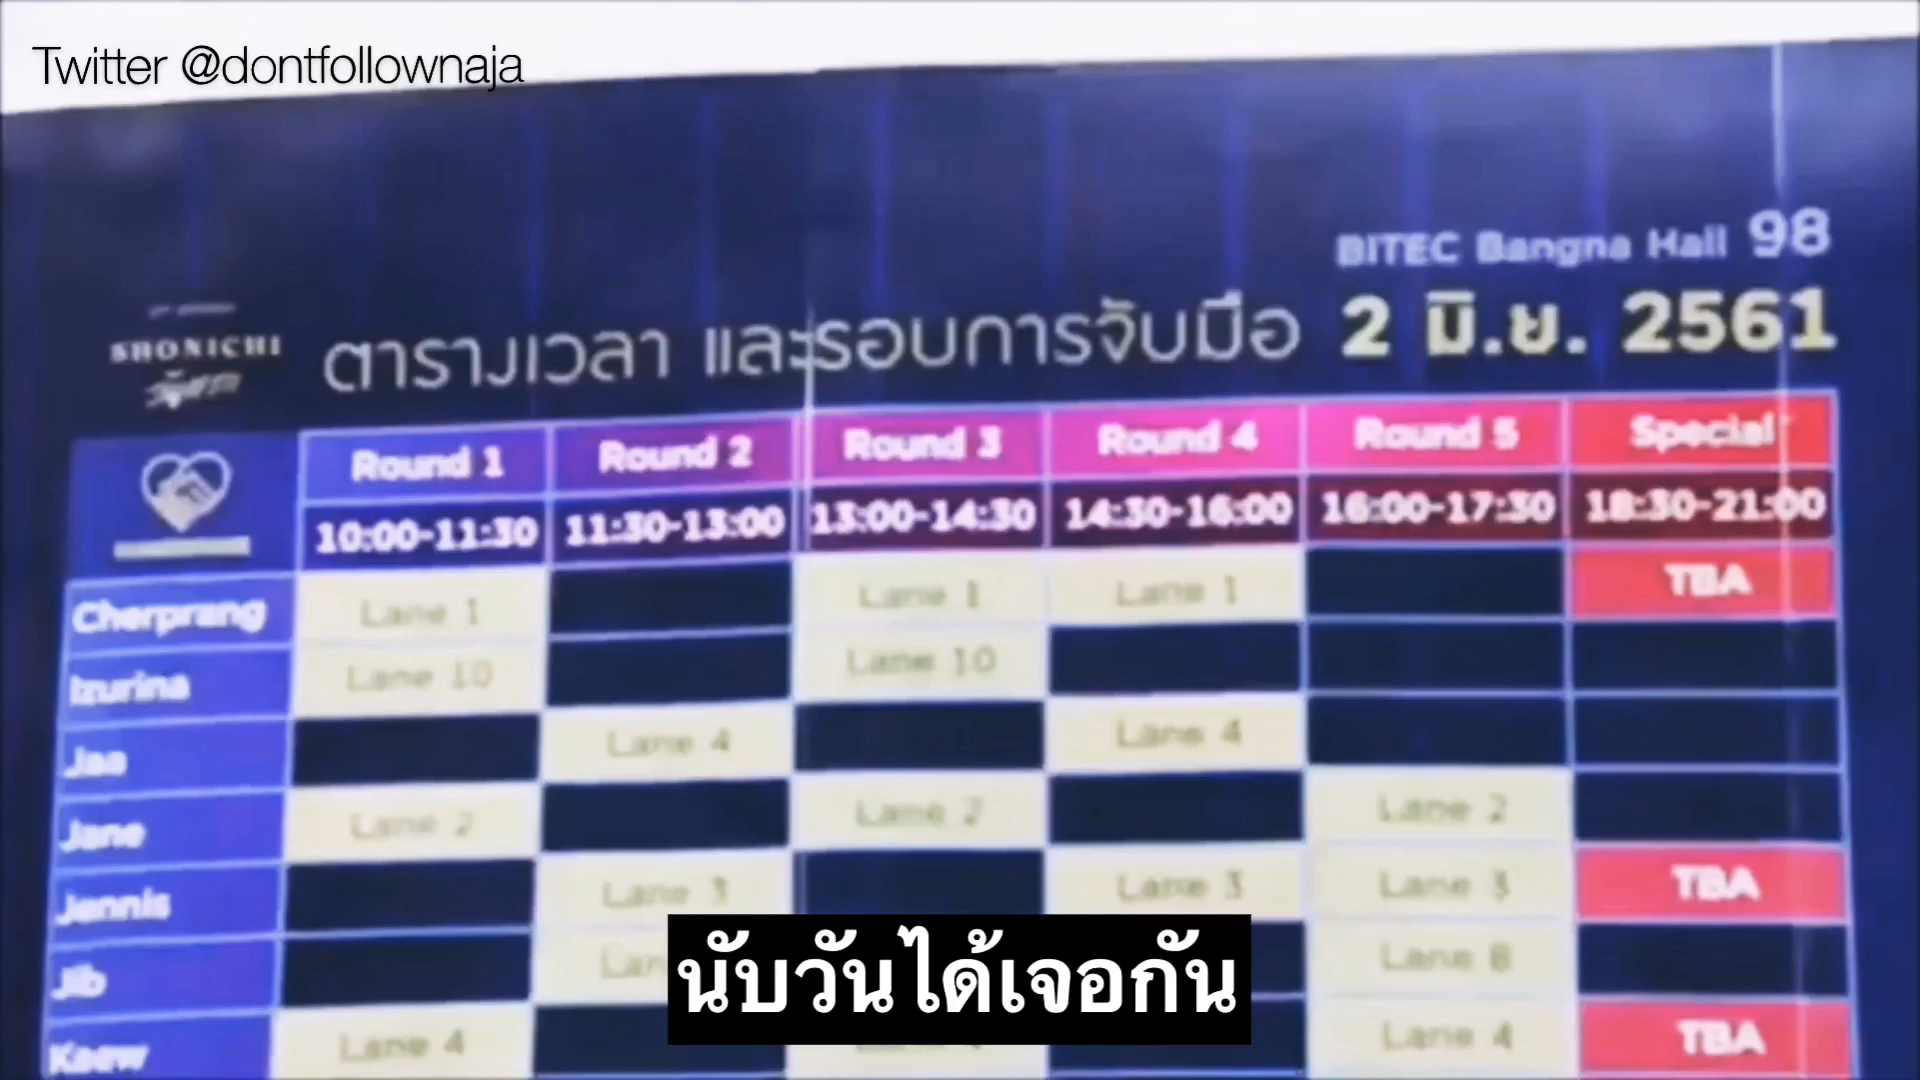 Twitter @dontfollownaja
BITEC Bangna Hall 98
SHONICHI
ตารางเวลา และรอบการจับมือ 2 มิ.ย. 2561
Round 1 Round 2 Round 3 Round 4 Round 5 Special
10:00-11:30 11:30-13:00 13:00-14:30 14:30-16:00 16:00-17:30 18:30-21:00
Cherprang Lane 1 Lane 1 Lane 1 TBA
Izurina Lane 10 Lane 10
Jaa Lane 4 Lane 4
Jane Lane 2 Lane 2 Lane 2
Jennis Lane 3 Lane 3 Lane 3 TBA
Jib Lane 8
Kaew Lane 4 Lane 4 TBA
นับวันได้เจอกัน